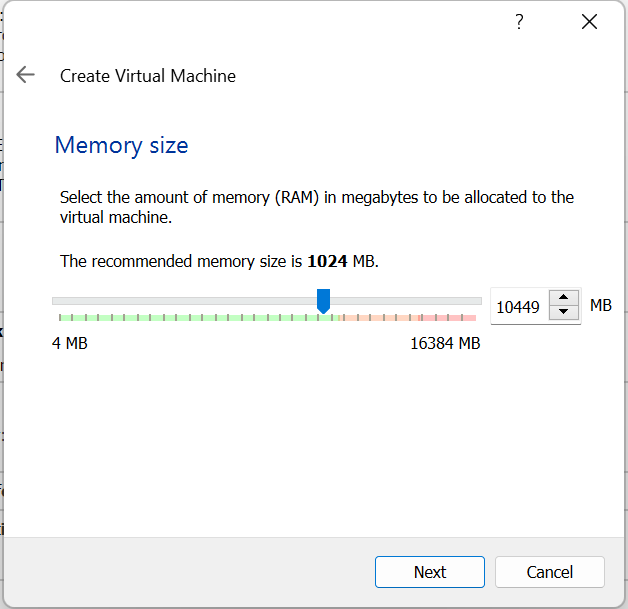 ?
Create Virtual Machine
Memory size
Select the amount of memory (RAM) in megabytes to be allocated to the
virtual machine.
The recommended memory size is 1024 MB.
10449 MB
4 MB 16384 MB
Next Cancel